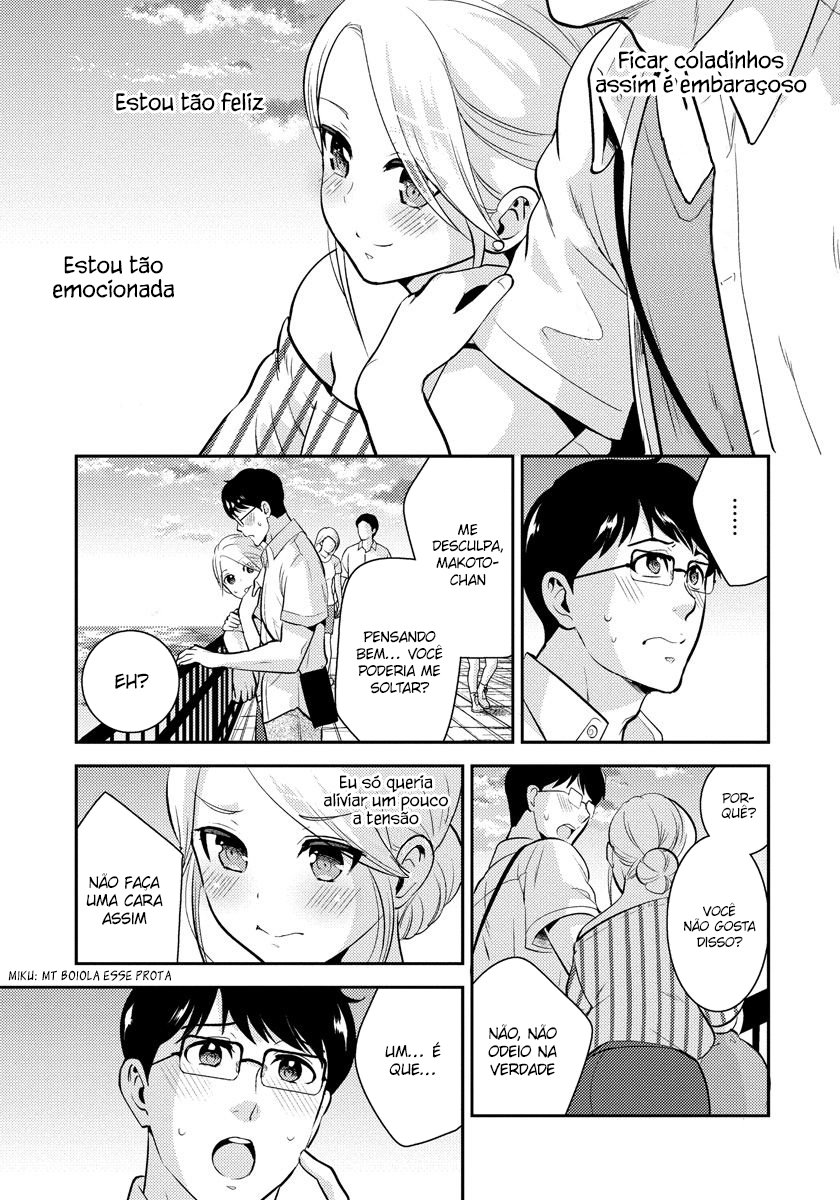 Ficar coladinhos
assim é embaraçoso
Estou tão feliz
Estou tão
emocionada
........
ME
DESCULPA,
MAKOTO-
CHAN
PENSANDO
BEM... VOCÊ
PODERIA ME
SOLTAR?
EH?
POR-
QUÊ?
VOCÊ
NÃO GOSTA
DISSO?
NÃO, NÃO
ODEIO NA
VERDADE
Eu só queria
aliviar um pouco
a tensão
NÃO FAÇA
UMA CARA
ASSIM
MIKU: MT BOIOLA ESSE PROTA
UM... É
QUE...